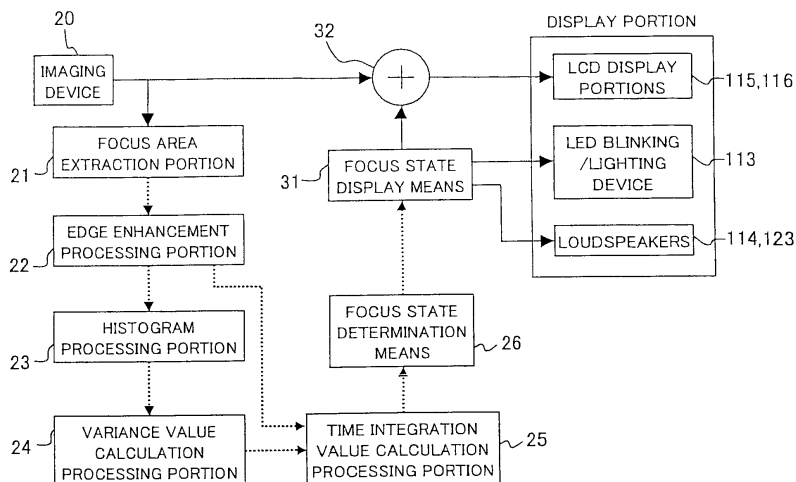 20
IMAGING
DEVICE
32
DISPLAY PORTION
LCD DISPLAY
PORTIONS
115,116
FOCUS AREA
EXTRACTION PORTION
21
FOCUS STATE
DISPLAY MEANS
31
LED BLINKING
/LIGHTING
DEVICE
113
EDGE ENHANCEMENT
PROCESSING PORTION
22
LOUDSPEAKERS
114,123
HISTOGRAM
PROCESSING PORTION
23
FOCUS STATE
DETERMINATION
MEANS
26
VARIANCE VALUE
CALCULATION
PROCESSING PORTION
24
TIME INTEGRATION
VALUE CALCULATION
PROCESSING PORTION
25